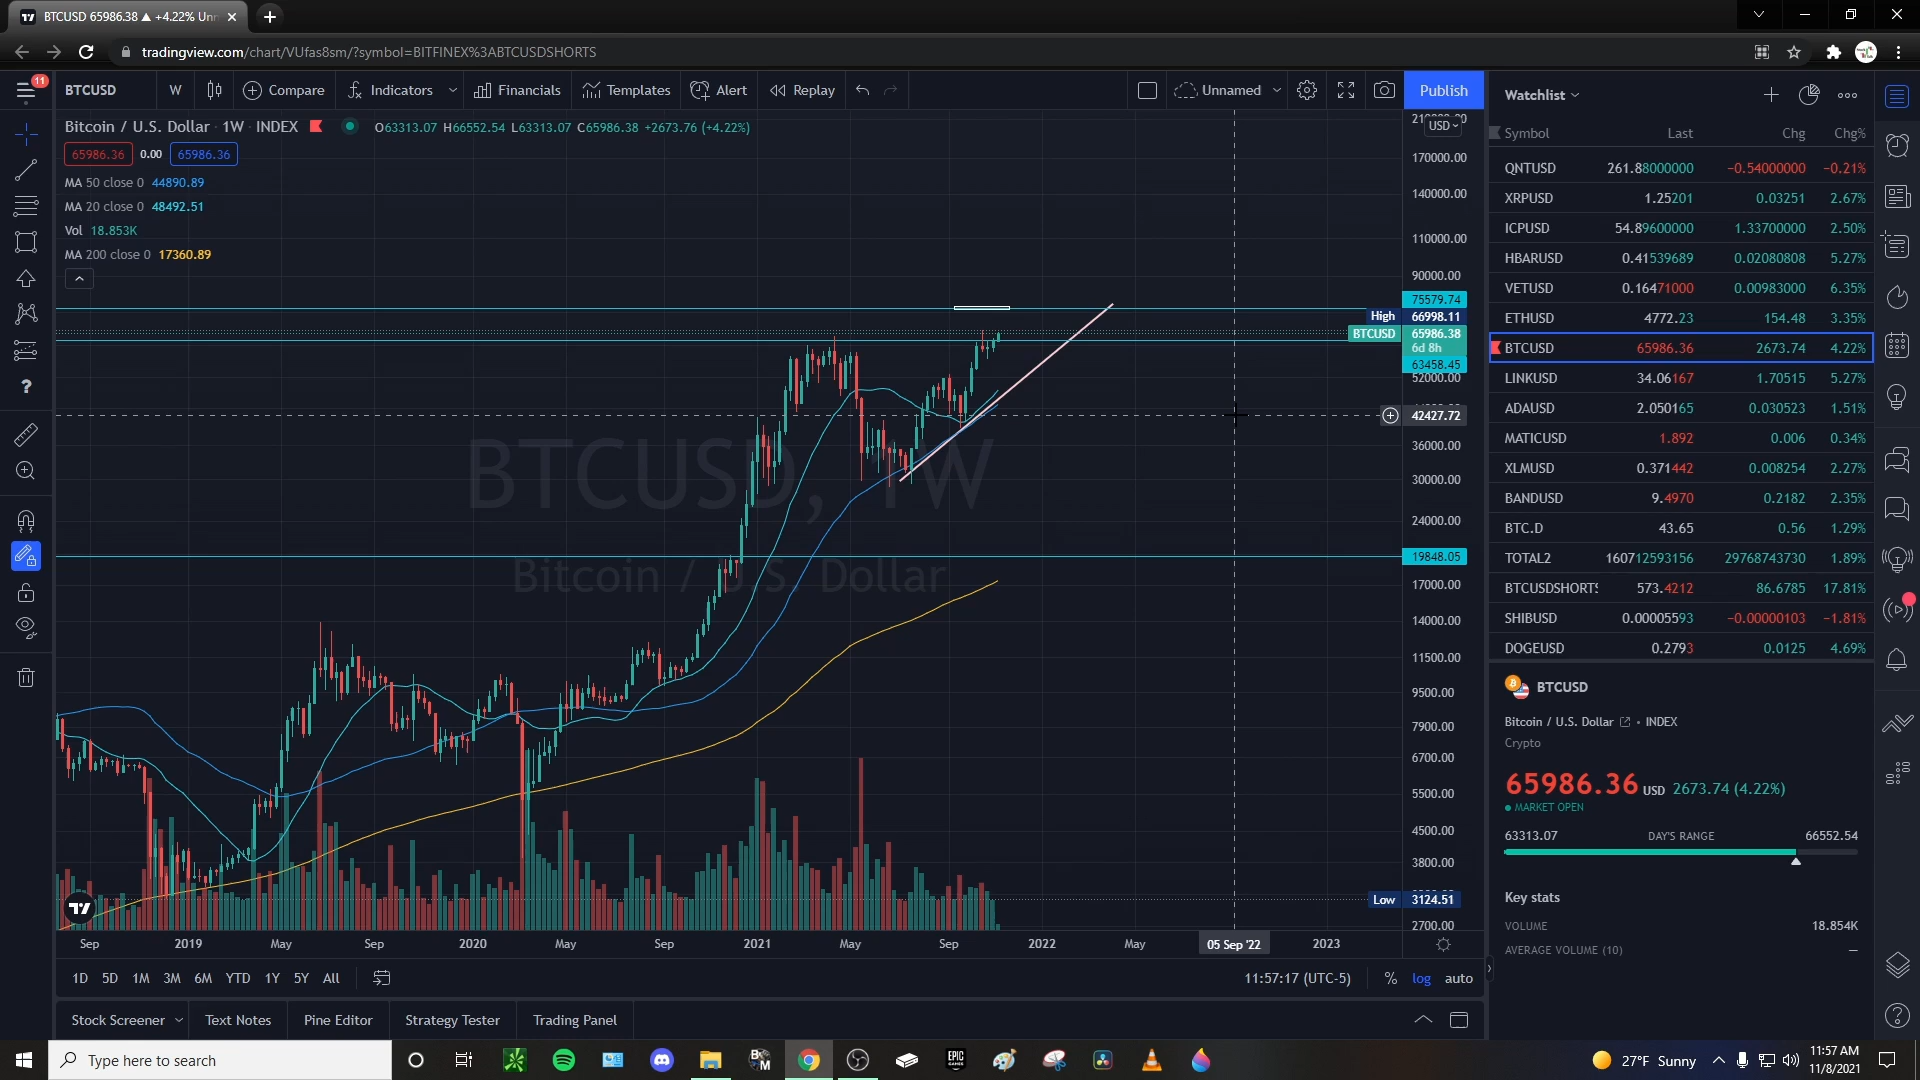 BTCUSD 65986.38 ▲ +4.22% Unn
tradingview.com/chart/VUfas8sm/?symbol=BITFINEX%3ABTCUSDSHORTS
11
BTCUSD W Compare Indicators Financials Templates Alert Replay Unnamed Publish
Bitcoin / U.S. Dollar · 1W · INDEX O63313.07 H66552.54 L63313.07 C65986.38 +2673.76 (+4.22%)
65986.36 0.00 65986.36
MA 50 close 0 44890.89
MA 20 close 0 48492.51
Vol 18.853K
MA 200 close 0 17360.89
BTCUSD, 1W
Bitcoin / U.S. Dollar
USD
170000.00
140000.00
110000.00
90000.00
75579.74
High 66998.11
BTCUSD 65986.38
6d 8h
63458.45
52000.00
42427.72
36000.00
30000.00
24000.00
19848.05
17000.00
14000.00
11500.00
9500.00
7900.00
6700.00
5500.00
4500.00
3800.00
Low 3124.51
2700.00
Sep 2019 May Sep 2020 May Sep 2021 May Sep 2022 May 05 Sep '22 2023
1D 5D 1M 3M 6M YTD 1Y 5Y All 11:57:17 (UTC-5) % log auto
Stock Screener Text Notes Pine Editor Strategy Tester Trading Panel
Watchlist
Symbol Last Chg Chg%
QNTUSD 261.88000000 −0.54000000 −0.21%
XRPUSD 1.25201 0.03251 2.67%
ICPUSD 54.89600000 1.33700000 2.50%
HBARUSD 0.41539689 0.02080808 5.27%
VETUSD 0.16471000 0.00983000 6.35%
ETHUSD 4772.23 154.48 3.35%
BTCUSD 65986.36 2673.74 4.22%
LINKUSD 34.06167 1.70515 5.27%
ADAUSD 2.050165 0.030523 1.51%
MATICUSD 1.892 0.006 0.34%
XLMUSD 0.371442 0.008254 2.27%
BANDUSD 9.4970 0.2182 2.35%
BTC.D 43.65 0.56 1.29%
TOTAL2 160712593156 29768743730 1.89%
BTCUSDSHORTS 573.4212 86.6785 17.81%
SHIBUSD 0.00005593 −0.00000103 −1.81%
DOGEUSD 0.2793 0.0125 4.69%
BTCUSD
Bitcoin / U.S. Dollar • INDEX
Crypto
65986.36 USD 2673.74 (4.22%)
MARKET OPEN
63313.07 DAY'S RANGE 66552.54
Key stats
VOLUME 18.854K
AVERAGE VOLUME (10) —
Type here to search
EPIC GAMES
27°F Sunny
11:57 AM
11/8/2021